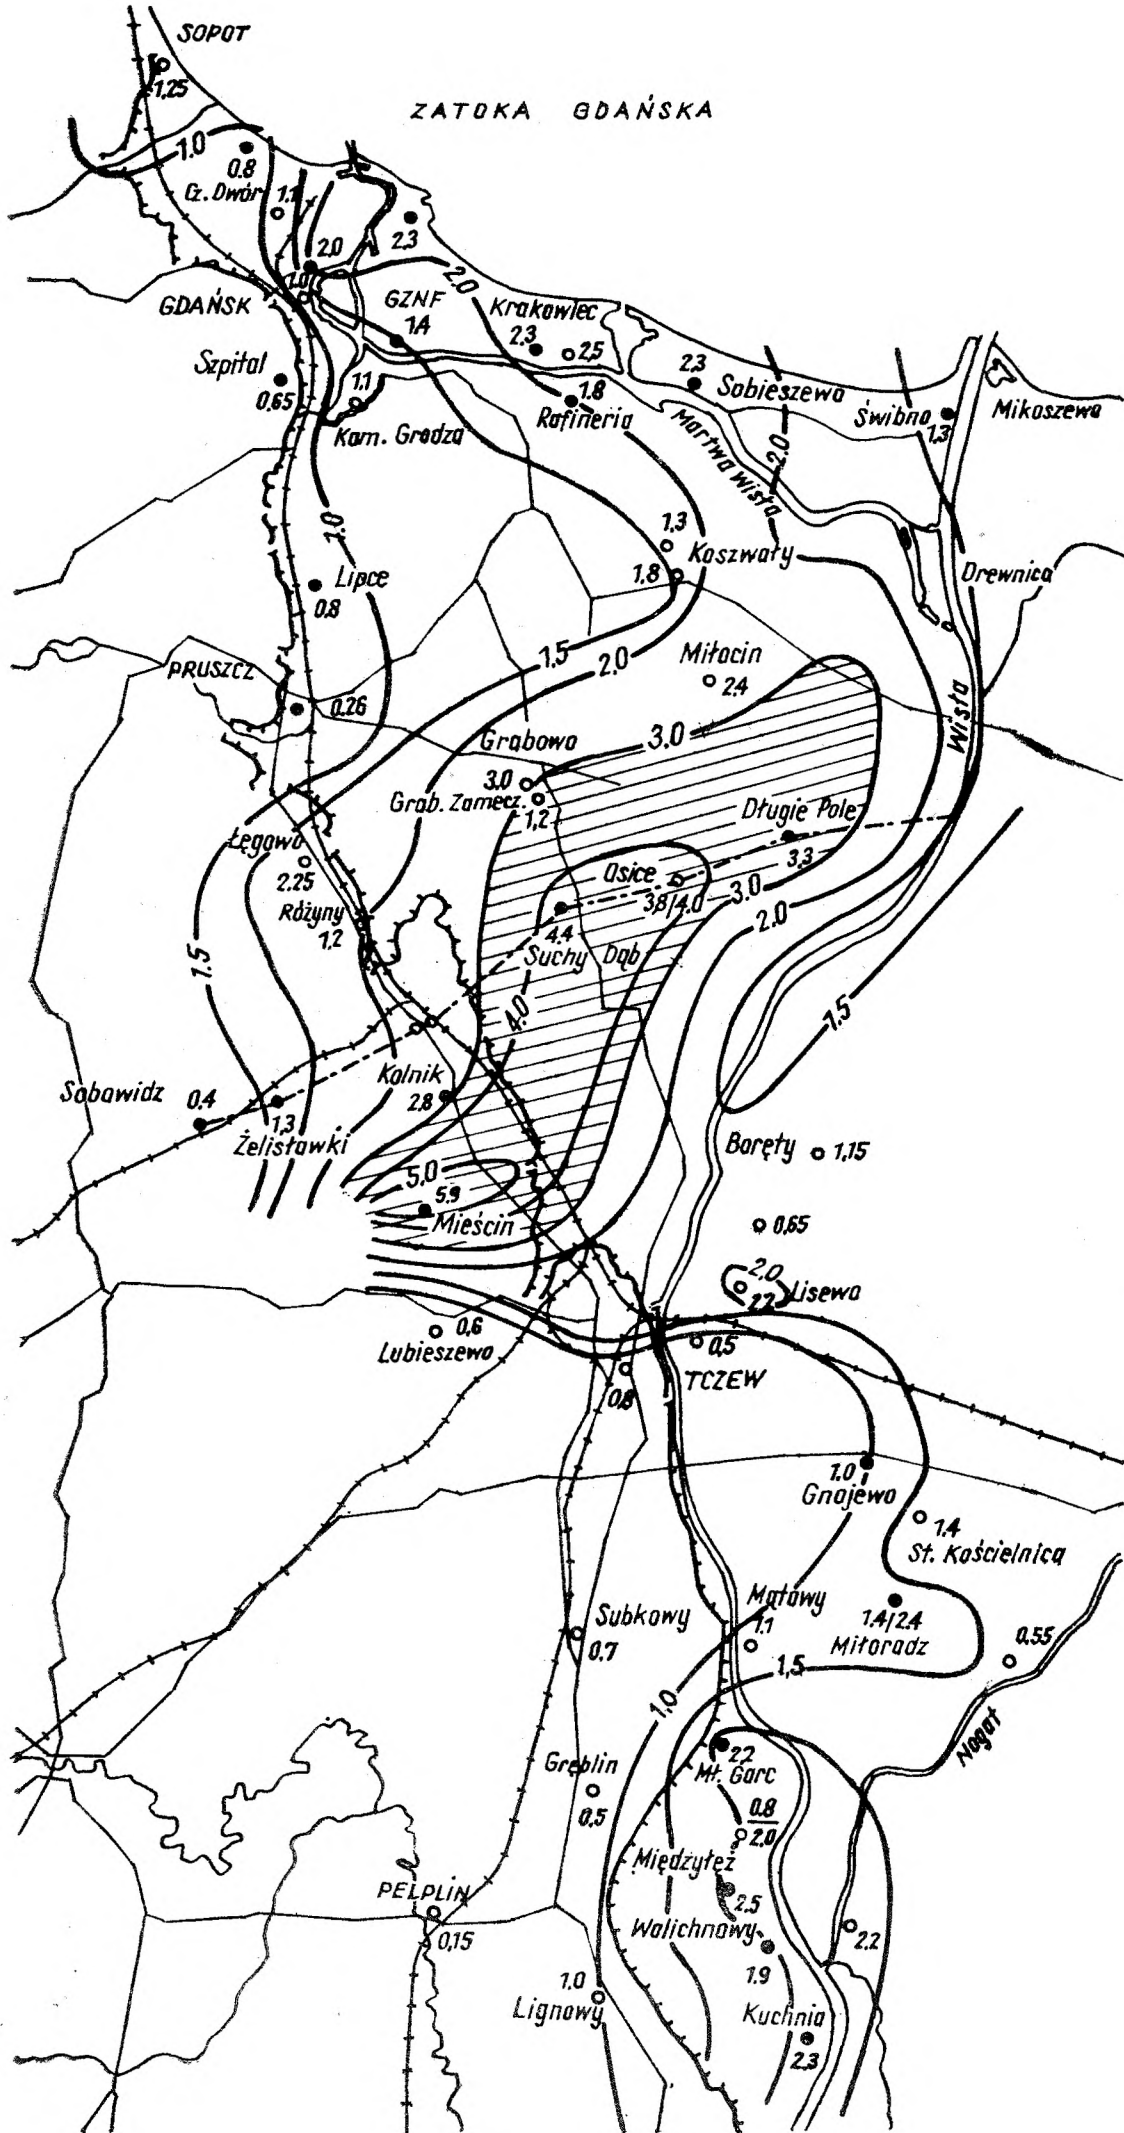 SOPOT
1,25
ZATOKA GDAŃSKA
1.0
0.8
Cz. Dwór
1.1
2.3
2.0
1.0
2.0
GDAŃSK
GZNF
1.4
Krakowiec
2.3
2,5
Szpital
0.65
1.1
Kam. Grodza
1.8
Rafineria
2.3
Sobieszewo
Świbno
1.3
Mikoszewo
Martwa Wisła
2.0
1.0
1.3
Koszwały
1.8
Drewnica
Lipce
0.8
1.5
2.0
Miłocin
2.4
PRUSZCZ
0.26
Wisła
Grabowo
3.0
3.0
Grab. Zamecz.
1,2
Długie Pole
3.3
Łęgowo
2.25
Osice
3,8/4.0
3.0
2.0
Różyny
1.2
4.4
Suchy Dąb
1.5
4.0
1.5
Kolnik
2.8
Sobowidz
0.4
1.3
Żelisławki
Boręty
1,15
5.0
5.9
Mieścin
0,65
2.0
2.2
Lisewo
0.6
Lubieszewo
0,5
TCZEW
0,8
1.0
Gnojewo
1.4
St. Kościelnica
Mątowy
1.1
1.4/2.4
Miłoradz
0.55
Subkowy
0.7
1,5
1.0
Nogat
2.2
Mł. Garc
Gręblin
0.5
0.8
2.0
Międzyłęż
2.5
PELPLIN
0,15
Walichnowy
1.9
2.2
1.0
Lignowy
Kuchnia
2.3